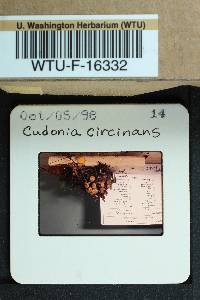 U. Washington Herbarium (WTU)
WTU-F-16332
Oct/05/98 14
Cudonia circinans